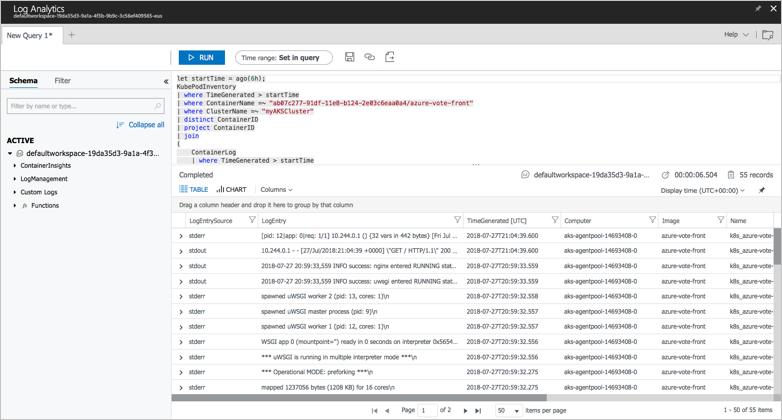 Log Analytics
defaultworkspace-19da35d3-9a1a-4f3b-9b9c-3c56ef409565-eus
New Query 1*
Help
RUN
Time range: Set in query
Schema
Filter
Filter by name or type...
Collapse all
ACTIVE
defaultworkspace-19da35d3-9a1a-4f3...
ContainerInsights
LogManagement
Custom Logs
fx Functions
let startTime = ago(6h);
KubePodInventory
| where TimeGenerated > startTime
| where ContainerName =~ "ab07c277-91df-11e8-b124-2e03c6eaa0a4/azure-vote-front"
| where ClusterName =~ "myAKSCluster"
| distinct ContainerID
| project ContainerID
| join
(
ContainerLog
| where TimeGenerated > startTime
Completed
defaultworkspace-19da35d3-9a1a-...
00:00:06.504
55 records
TABLE
CHART
Columns
Display time (UTC+00:00)
Drag a column header and drop it here to group by that column
LogEntrySource LogEntry TimeGenerated [UTC] Computer Image Name
stderr [pid: 12|app: 0|req: 1/1] 10.244.0.1 () {32 vars in 442 bytes} [Fri Jul ... 2018-07-27T21:04:39.600 aks-agentpool-14693408-0 azure-vote-front k8s_azure-vote
stdout 10.244.0.1 - - [27/Jul/2018:21:04:39 +0000] \"GET / HTTP/1.1\" 200 ... 2018-07-27T21:04:39.600 aks-agentpool-14693408-0 azure-vote-front k8s_azure-vote
stdout 2018-07-27 20:59:33,559 INFO success: nginx entered RUNNING stat... 2018-07-27T20:59:33.559 aks-agentpool-14693408-0 azure-vote-front k8s_azure-vote
stdout 2018-07-27 20:59:33,559 INFO success: uwsgi entered RUNNING stat... 2018-07-27T20:59:33.559 aks-agentpool-14693408-0 azure-vote-front k8s_azure-vote
stderr spawned uWSGI worker 2 (pid: 13, cores: 1)\n 2018-07-27T20:59:32.558 aks-agentpool-14693408-0 azure-vote-front k8s_azure-vote
stderr spawned uWSGI master process (pid: 9)\n 2018-07-27T20:59:32.557 aks-agentpool-14693408-0 azure-vote-front k8s_azure-vote
stderr spawned uWSGI worker 1 (pid: 12, cores: 1)\n 2018-07-27T20:59:32.557 aks-agentpool-14693408-0 azure-vote-front k8s_azure-vote
stderr WSGI app 0 (mountpoint='') ready in 0 seconds on interpreter 0x5654... 2018-07-27T20:59:32.556 aks-agentpool-14693408-0 azure-vote-front k8s_azure-vote
stderr *** uWSGI is running in multiple interpreter mode ***\n 2018-07-27T20:59:32.556 aks-agentpool-14693408-0 azure-vote-front k8s_azure-vote
stderr *** Operational MODE: preforking ***\n 2018-07-27T20:59:32.556 aks-agentpool-14693408-0 azure-vote-front k8s_azure-vote
stderr mapped 1237056 bytes (1208 KB) for 16 cores\n 2018-07-27T20:59:32.556 aks-agentpool-14693408-0 azure-vote-front k8s_azure-vote
Page 1 of 2 50 items per page 1 - 50 of 55 items